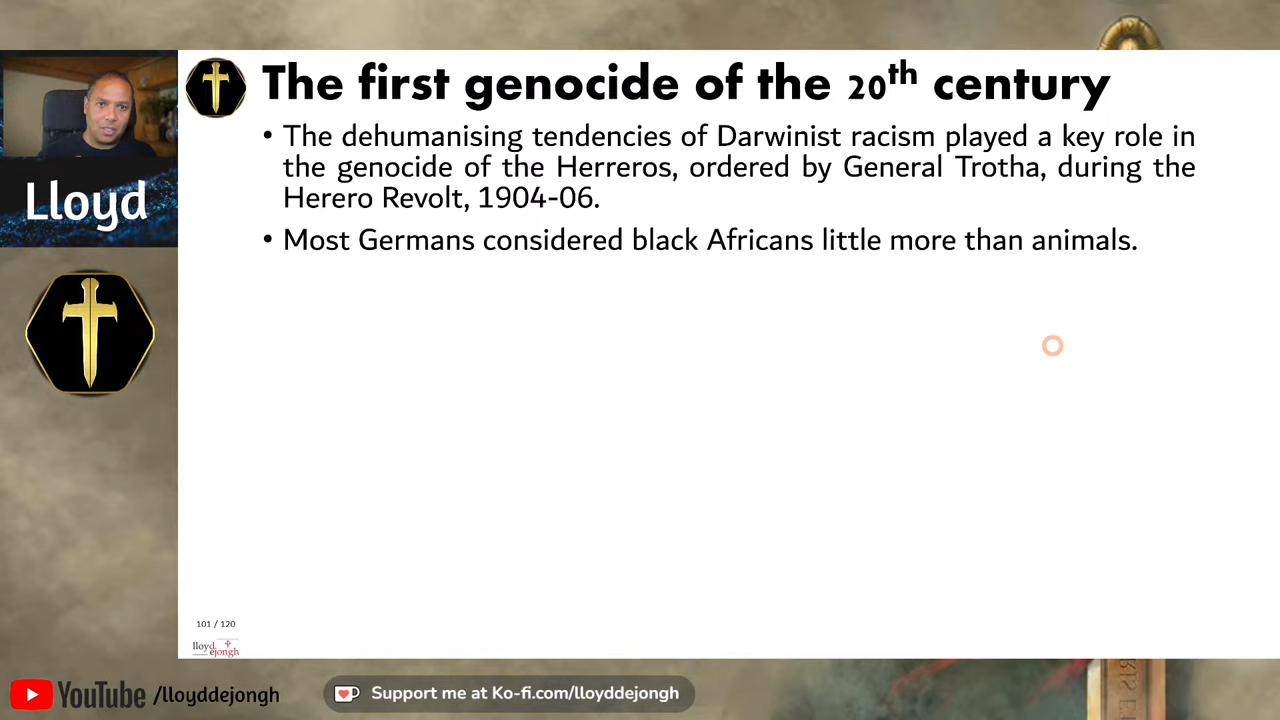 The first genocide of the 20th century
• The dehumanising tendencies of Darwinist racism played a key role in
the genocide of the Herreros, ordered by General Trotha, during the
Herero Revolt, 1904-06.
• Most Germans considered black Africans little more than animals.
Lloyd
101 / 120
lloyd
ejongh
YouTube /lloyddejongh
Support me at Ko-fi.com/lloyddejongh